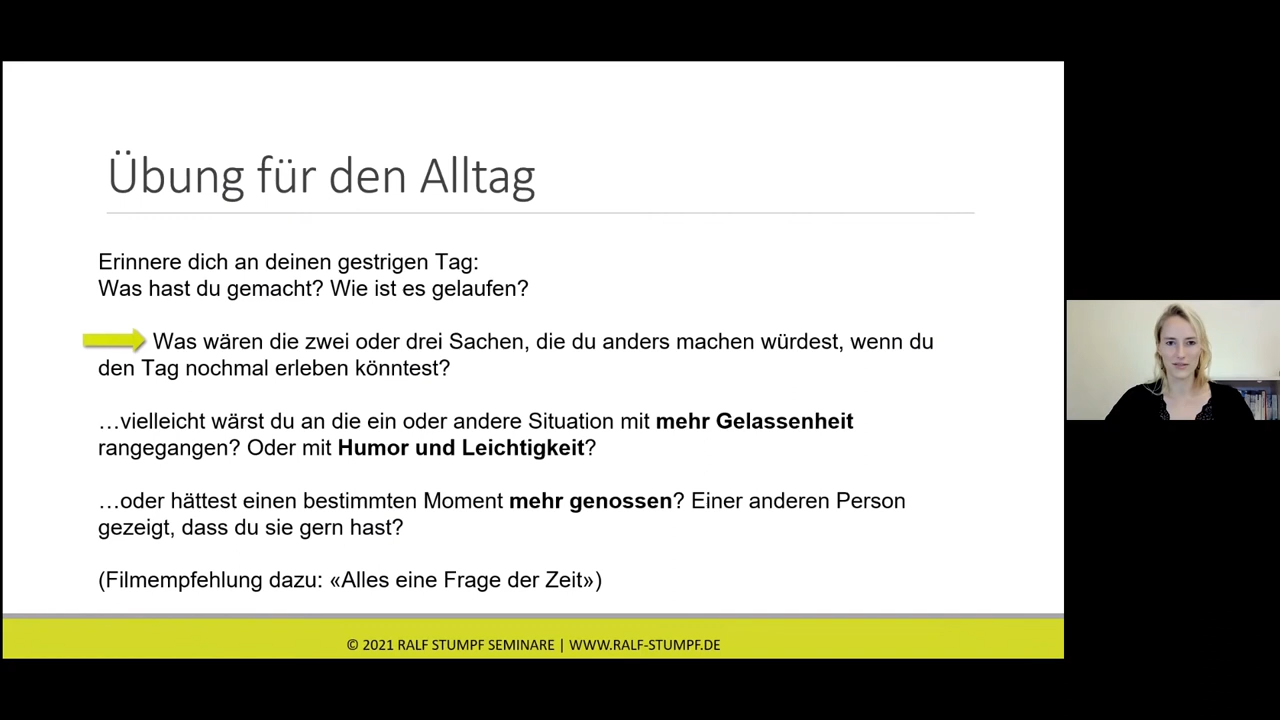 Übung für den Alltag
Erinnere dich an deinen gestrigen Tag:
Was hast du gemacht? Wie ist es gelaufen?
Was wären die zwei oder drei Sachen, die du anders machen würdest, wenn du
den Tag nochmal erleben könntest?
…vielleicht wärst du an die ein oder andere Situation mit mehr Gelassenheit
rangegangen? Oder mit Humor und Leichtigkeit?
…oder hättest einen bestimmten Moment mehr genossen? Einer anderen Person
gezeigt, dass du sie gern hast?
(Filmempfehlung dazu: «Alles eine Frage der Zeit»)
© 2021 RALF STUMPF SEMINARE | WWW.RALF-STUMPF.DE